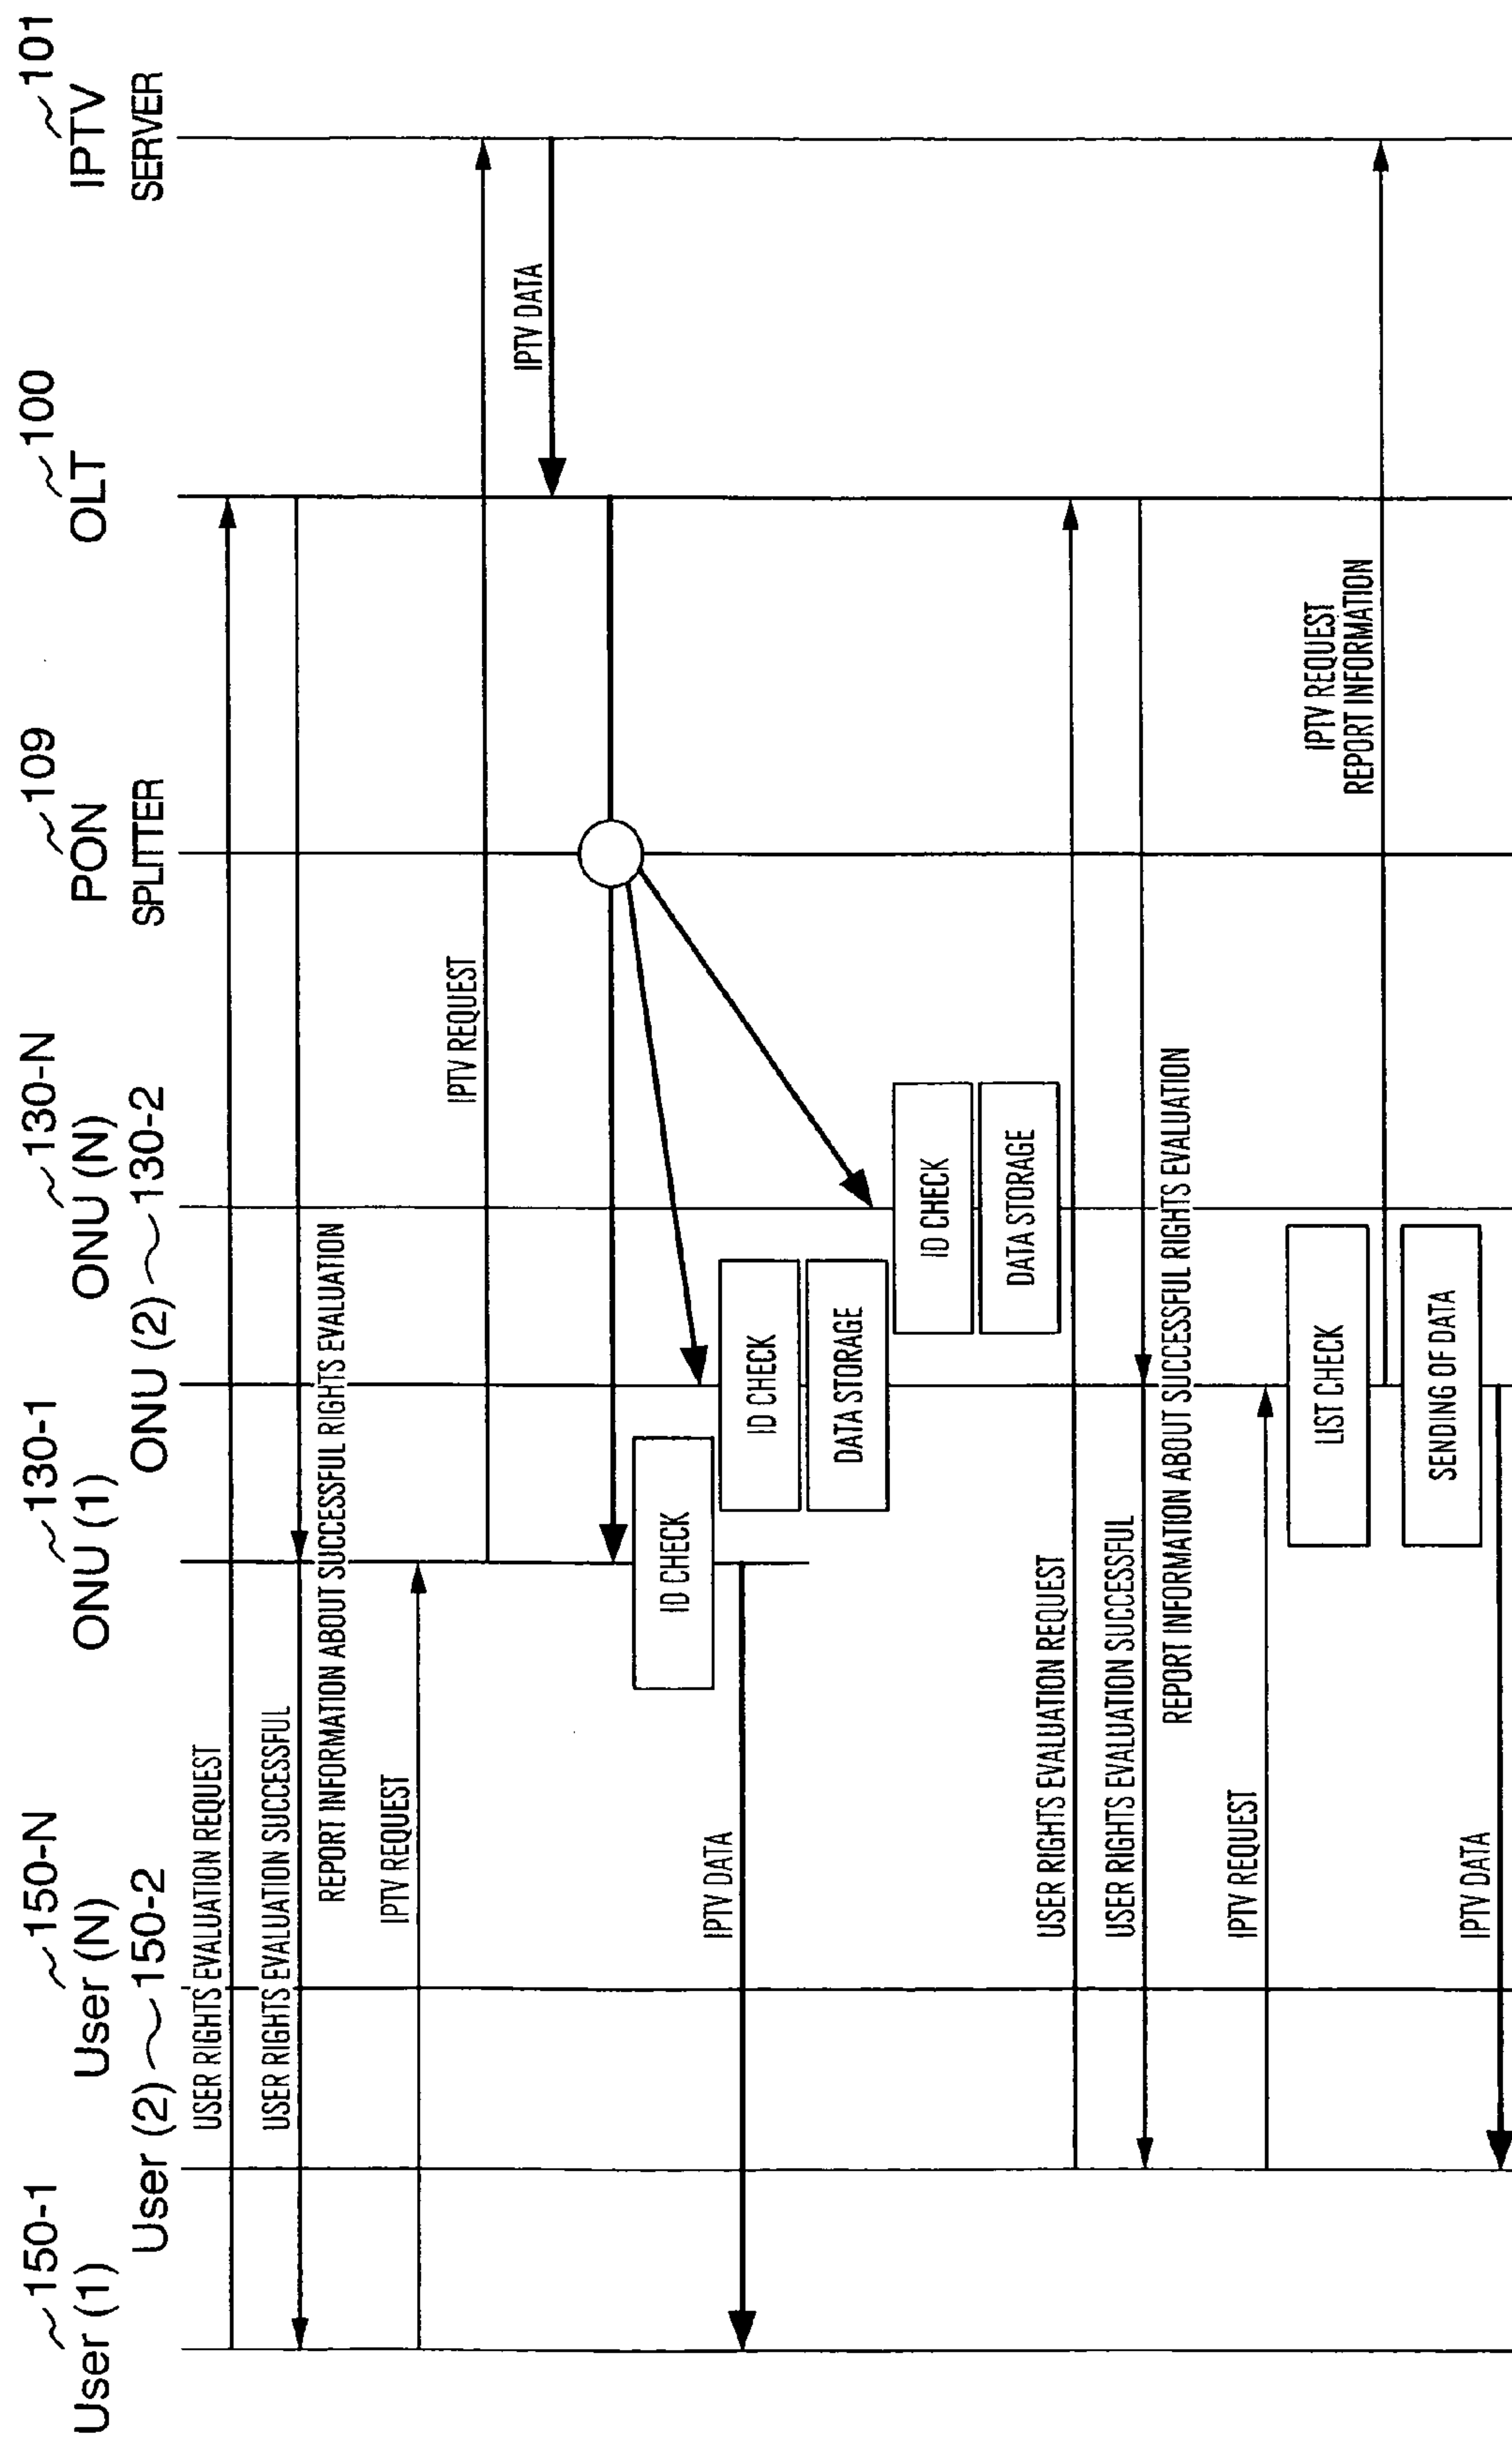 150-1
User (1)
150-N
User (N)
User (2) 150-2
130-1
ONU (1)
130-N
ONU (N)
ONU (2) 130-2
109
PON
SPLITTER
100
OLT
101
IPTV
SERVER
USER RIGHTS EVALUATION REQUEST
USER RIGHTS EVALUATION SUCCESSFUL
REPORT INFORMATION ABOUT SUCCESSFUL RIGHTS EVALUATION
IPTV REQUEST
IPTV REQUEST
IPTV DATA
ID CHECK
IPTV DATA
ID CHECK
DATA STORAGE
ID CHECK
DATA STORAGE
USER RIGHTS EVALUATION REQUEST
USER RIGHTS EVALUATION SUCCESSFUL
REPORT INFORMATION ABOUT SUCCESSFUL RIGHTS EVALUATION
IPTV REQUEST
LIST CHECK
IPTV REQUEST
REPORT INFORMATION
SENDING OF DATA
IPTV DATA